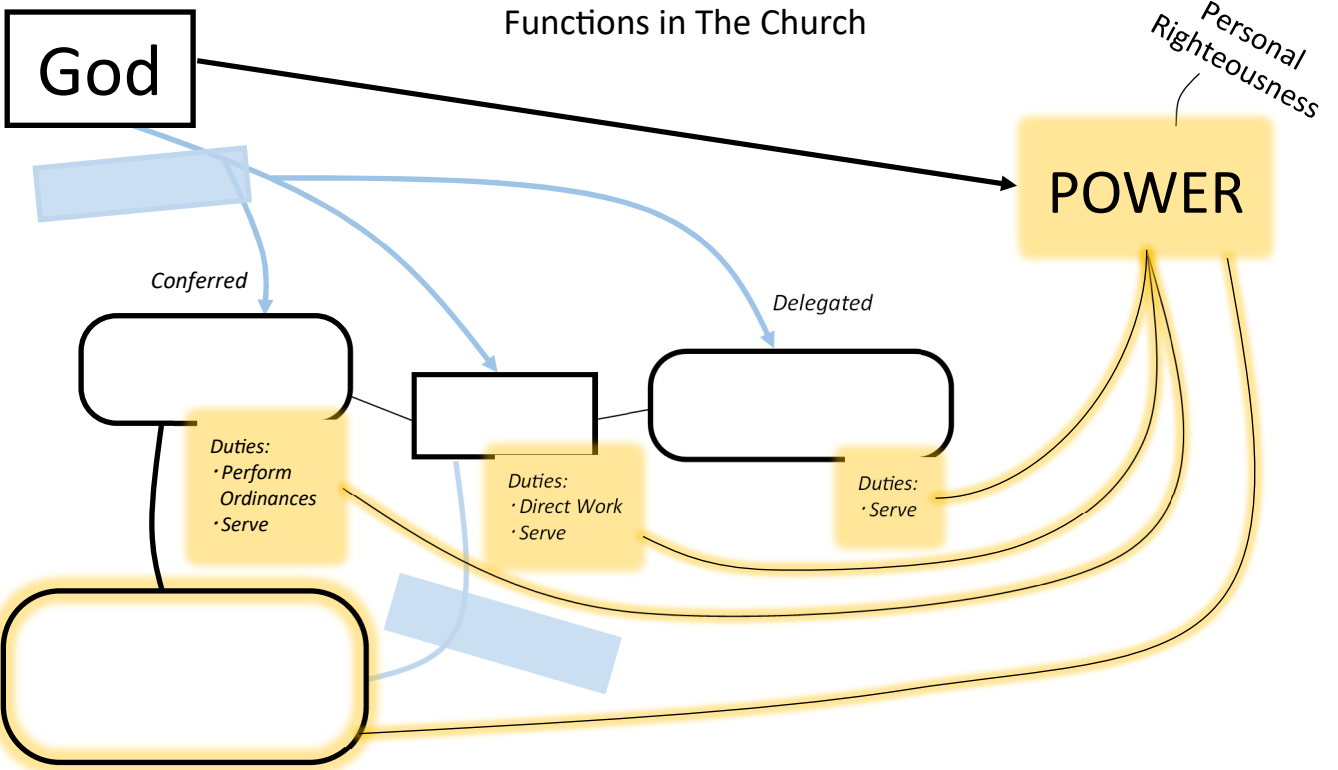 Functions in The Church
God
Personal
Righteousness
POWER
Conferred
Delegated
Duties:
· Perform
Ordinances
· Serve
Duties:
· Direct Work
· Serve
Duties:
· Serve